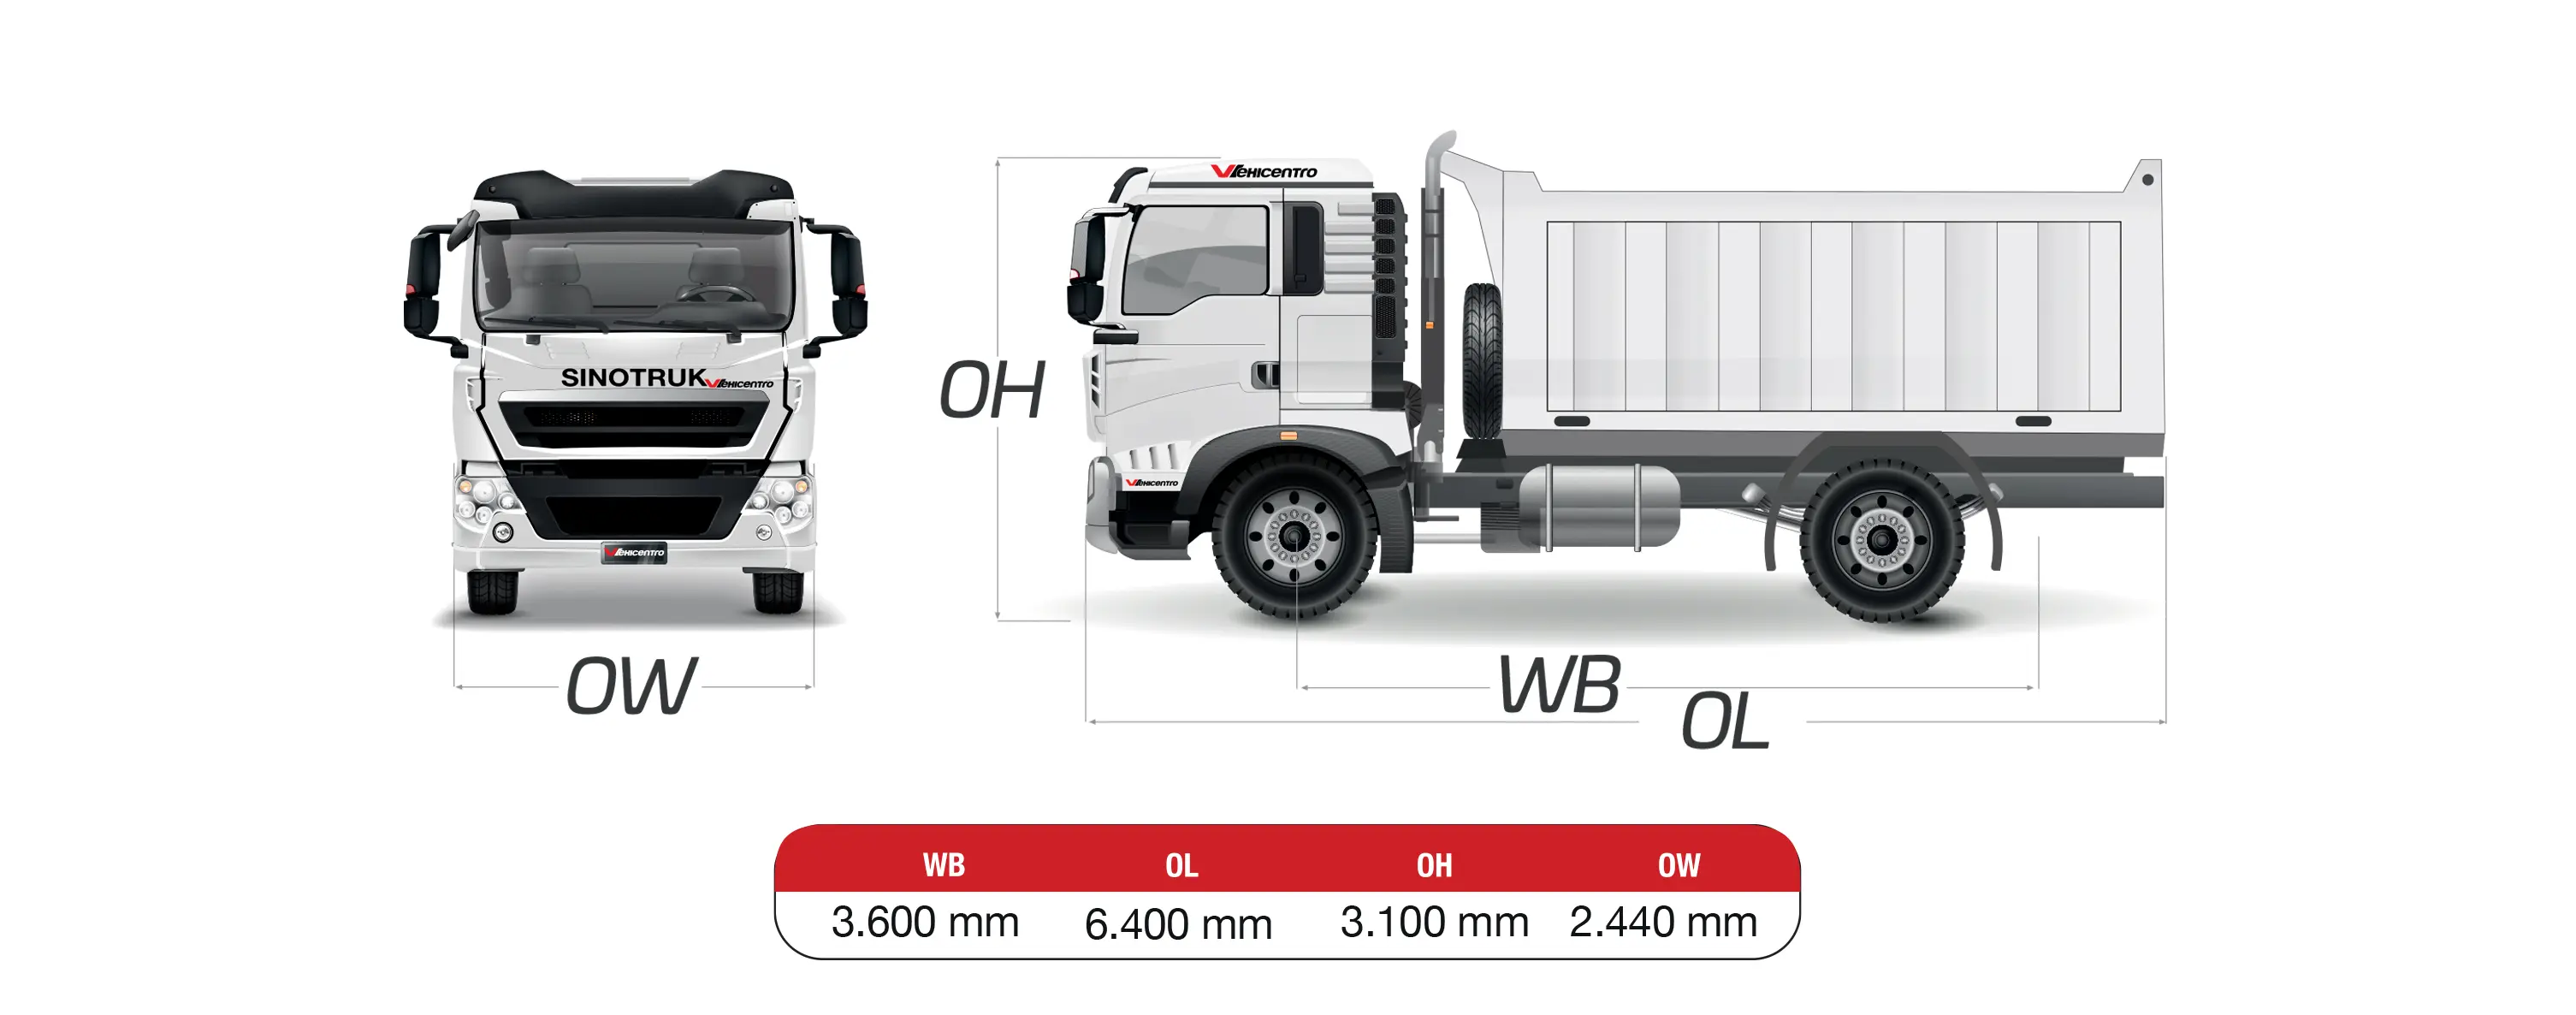 VEHICENTRO
OH
SINOTRUK VEHICENTRO
VEHICENTRO
VEHICENTRO
OW
WB
OL
WB OL OH OW
3.600 mm 6.400 mm 3.100 mm 2.440 mm